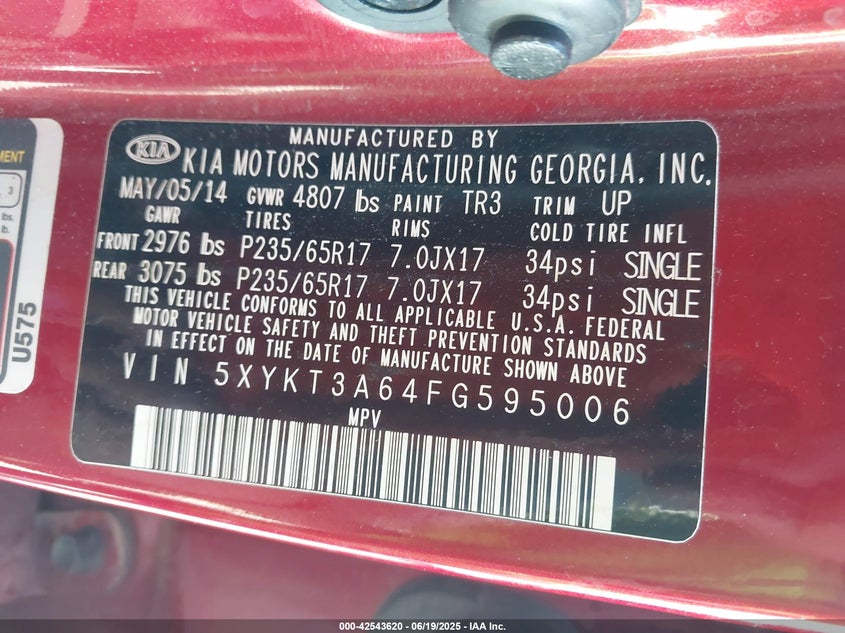 MANUFACTURED BY
KIA KIA MOTORS MANUFACTURING GEORGIA, INC.
MAY/05/14 GVWR 4807 lbs PAINT TR3 TRIM UP
GAWR TIRES RIMS COLD TIRE INFL
FRONT 2976 lbs P235/65R17 7.0JX17 34psi SINGLE
REAR 3075 lbs P235/65R17 7.0JX17 34psi SINGLE
THIS VEHICLE CONFORMS TO ALL APPLICABLE U.S.A. FEDERAL
MOTOR VEHICLE SAFETY AND THEFT PREVENTION STANDARDS
IN EFFECT ON THE DATE OF MANUFACTURE SHOWN ABOVE
VIN 5XYKT3A64FG595006
MPV
3
lbs.
lb.
U575
000-42543620 | 06/19/2025 - IAA Inc.